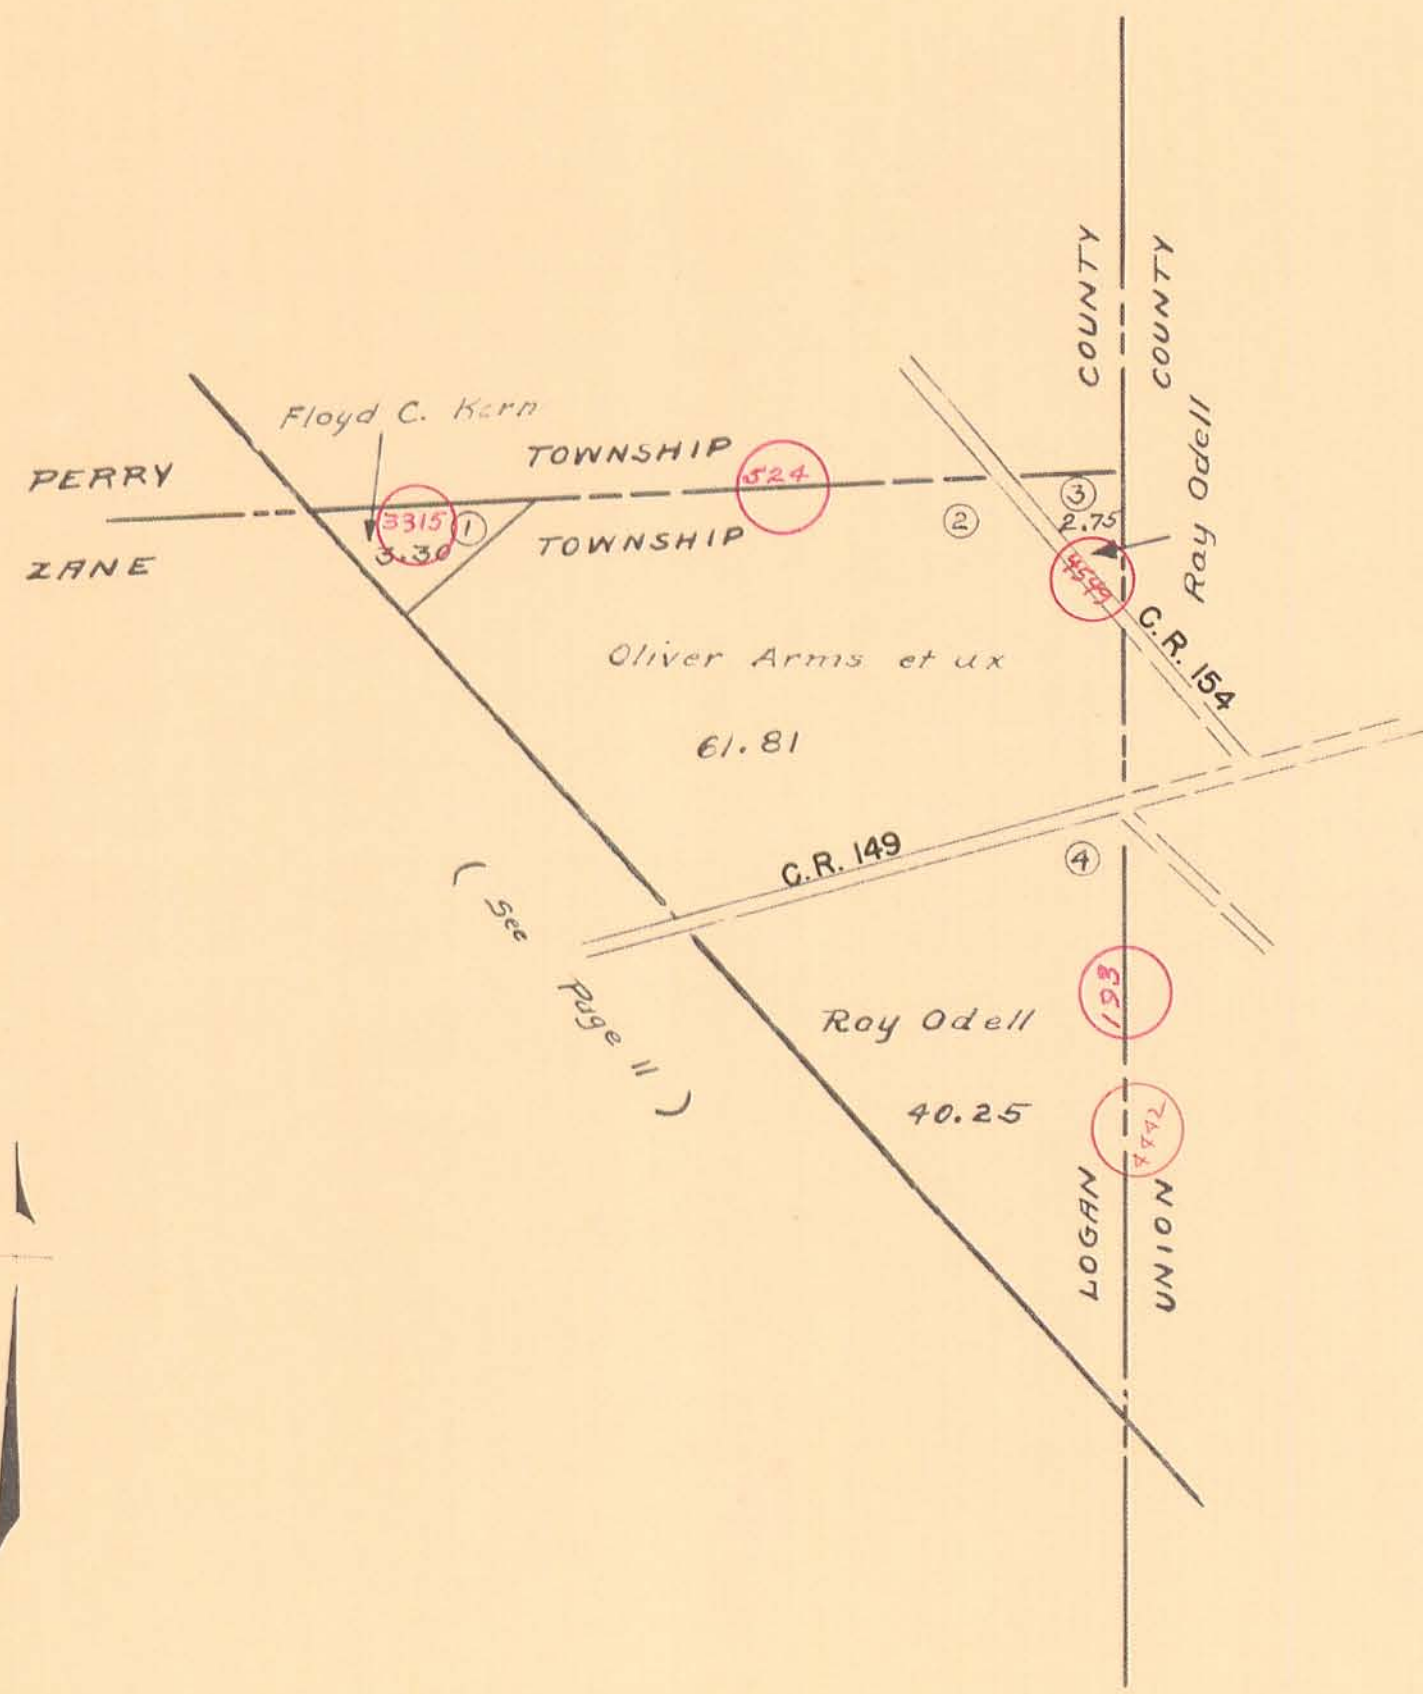 COUNTY
COUNTY
Floyd C. Kern
PERRY TOWNSHIP
524
Ray Odell
3315
1
3.30
2
3
2.75
ZANE TOWNSHIP
4549
Oliver Arms et ux
C.R. 154
61.81
C.R. 149
4
( See Page 11 )
193
Ray Odell
40.25
4442
LOGAN
UNION